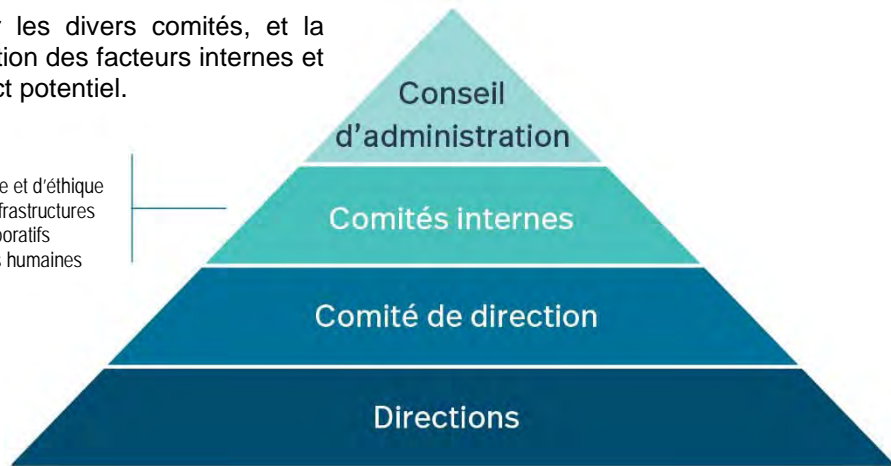 les divers comités, et la
tion des facteurs internes et
ct potentiel.
e et d'éthique
frastructures
oratifs
s humaines
Conseil
d'administration
Comités internes
Comité de direction
Directions